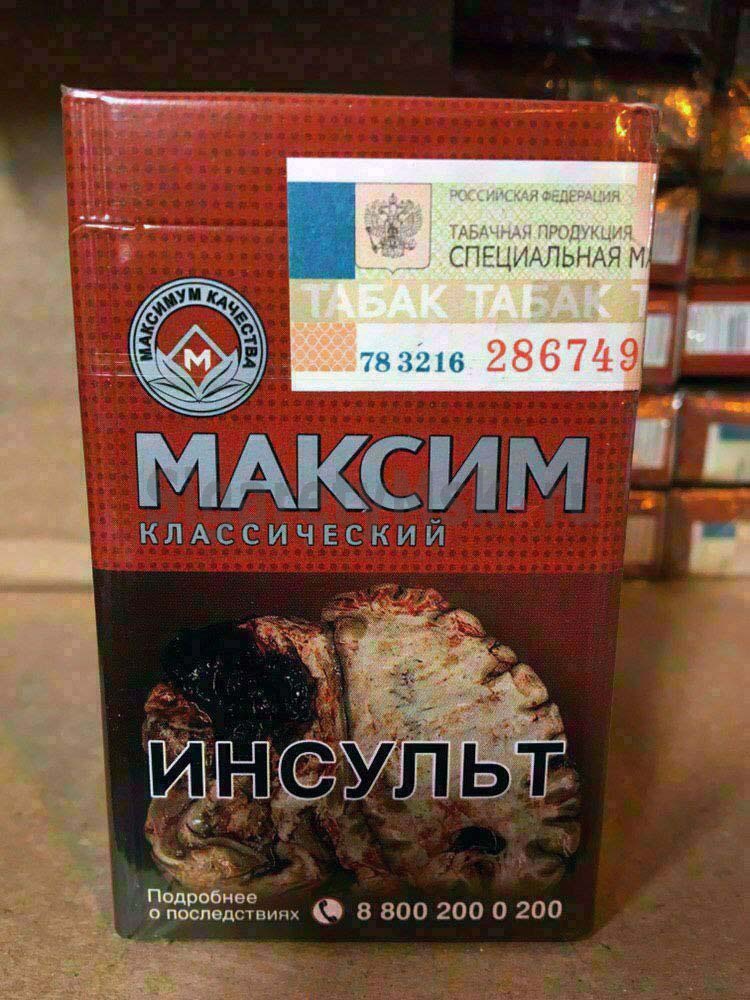 РОССИЙСКАЯ ФЕДЕРАЦИЯ
ТАБАЧНАЯ ПРОДУКЦИЯ
СПЕЦИАЛЬНАЯ МА
ТАБАК ТАБАК Т
78 3216 286749
МАКСИМУМ КАЧЕСТВА
М
МАКСИМ
КЛАССИЧЕСКИЙ
ИНСУЛЬТ
Подробнее
о последствиях 8 800 200 0 200